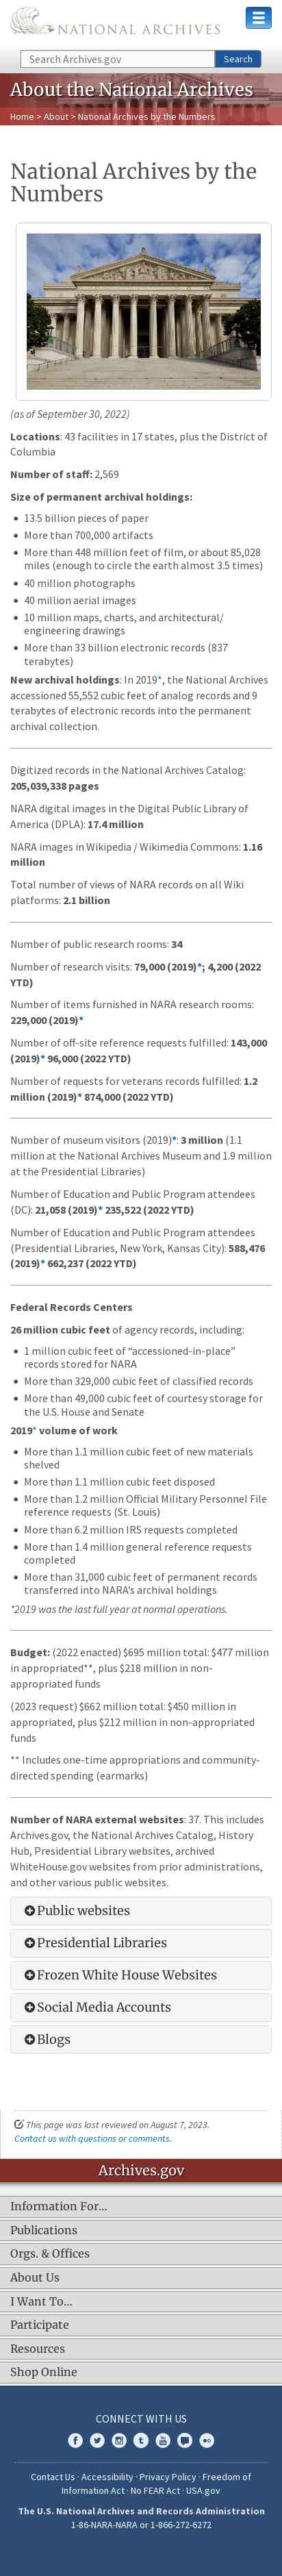 NATIONAL ARCHIVES
Search Archives.gov
Search
About the National Archives
Home > About > National Archives by the Numbers
National Archives by the
Numbers
(as of September 30, 2022)
Locations: 43 facilities in 17 states, plus the District of
Columbia
Number of staff: 2,569
Size of permanent archival holdings:
13.5 billion pieces of paper
More than 700,000 artifacts
More than 448 million feet of film, or about 85,028
miles (enough to circle the earth almost 3.5 times)
40 million photographs
40 million aerial images
10 million maps, charts, and architectural/
engineering drawings
More than 33 billion electronic records (837
terabytes)
New archival holdings: In 2019*, the National Archives
accessioned 55,552 cubic feet of analog records and 9
terabytes of electronic records into the permanent
archival collection.
Digitized records in the National Archives Catalog:
205,039,338 pages
NARA digital images in the Digital Public Library of
America (DPLA): 17.4 million
NARA images in Wikipedia / Wikimedia Commons: 1.16
million
Total number of views of NARA records on all Wiki
platforms: 2.1 billion
Number of public research rooms: 34
Number of research visits: 79,000 (2019)*; 4,200 (2022
YTD)
Number of items furnished in NARA research rooms:
229,000 (2019)*
Number of off-site reference requests fulfilled: 143,000
(2019)* 96,000 (2022 YTD)
Number of requests for veterans records fulfilled: 1.2
million (2019)* 874,000 (2022 YTD)
Number of museum visitors (2019)*: 3 million (1.1
million at the National Archives Museum and 1.9 million
at the Presidential Libraries)
Number of Education and Public Program attendees
(DC): 21,058 (2019)* 235,522 (2022 YTD)
Number of Education and Public Program attendees
(Presidential Libraries, New York, Kansas City): 588,476
(2019)* 662,237 (2022 YTD)
Federal Records Centers
26 million cubic feet of agency records, including:
1 million cubic feet of “accessioned-in-place”
records stored for NARA
More than 329,000 cubic feet of classified records
More than 49,000 cubic feet of courtesy storage for
the U.S. House and Senate
2019* volume of work
More than 1.1 million cubic feet of new materials
shelved
More than 1.1 million cubic feet disposed
More than 1.2 million Official Military Personnel File
reference requests (St. Louis)
More than 6.2 million IRS requests completed
More than 1.4 million general reference requests
completed
More than 31,000 cubic feet of permanent records
transferred into NARA’s archival holdings
*2019 was the last full year at normal operations.
Budget: (2022 enacted) $695 million total: $477 million
in appropriated**, plus $218 million in non-
appropriated funds
(2023 request) $662 million total: $450 million in
appropriated, plus $212 million in non-appropriated
funds
** Includes one-time appropriations and community-
directed spending (earmarks)
Number of NARA external websites: 37. This includes
Archives.gov, the National Archives Catalog, History
Hub, Presidential Library websites, archived
WhiteHouse.gov websites from prior administrations,
and other various public websites.
Public websites
Presidential Libraries
Frozen White House Websites
Social Media Accounts
Blogs
This page was last reviewed on August 7, 2023.
Contact us with questions or comments.
Archives.gov
Information For…
Publications
Orgs. & Offices
About Us
I Want To…
Participate
Resources
Shop Online
CONNECT WITH US
Contact Us · Accessibility · Privacy Policy · Freedom of
Information Act · No FEAR Act · USA.gov
The U.S. National Archives and Records Administration
1-86-NARA-NARA or 1-866-272-6272